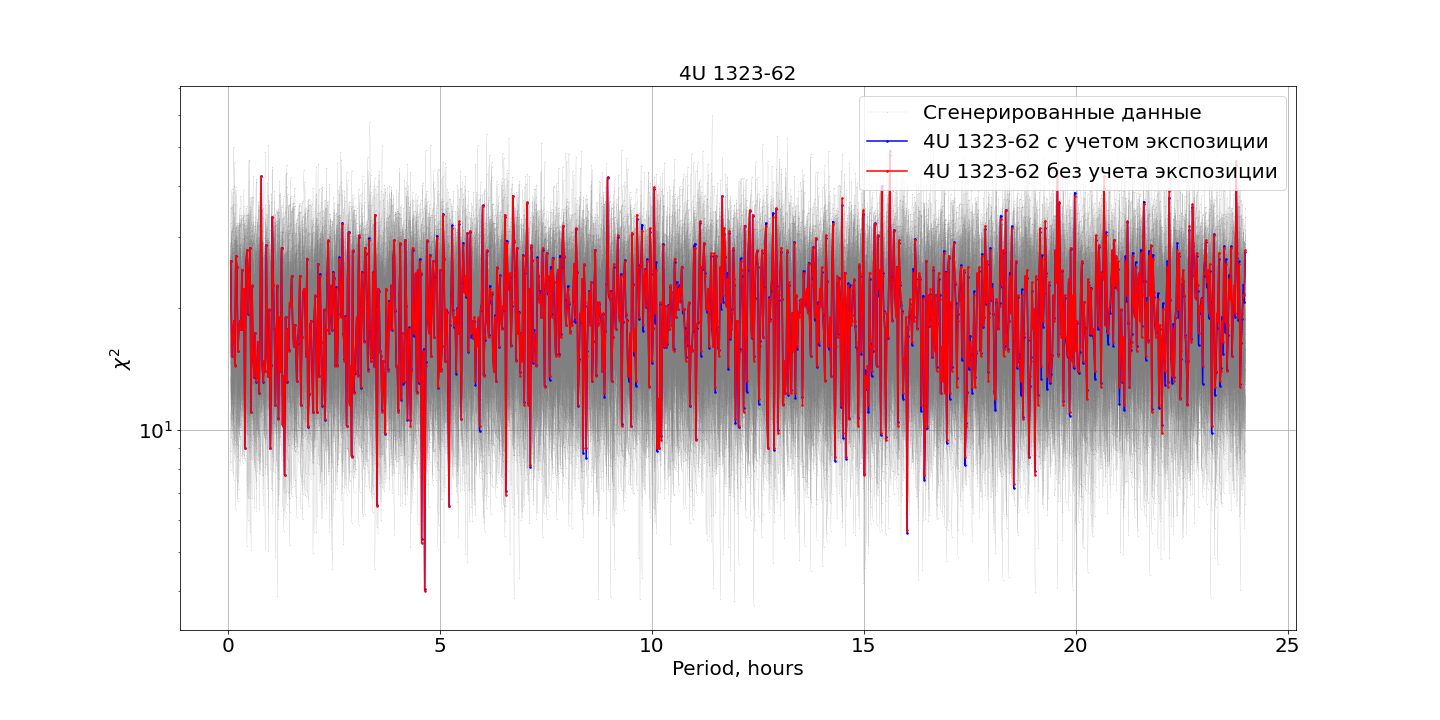 4U 1323-62
Сгенерированные данные
4U 1323-62 с учетом экспозиции
4U 1323-62 без учета экспозиции
χ²
10¹
0 5 10 15 20 25
Period, hours